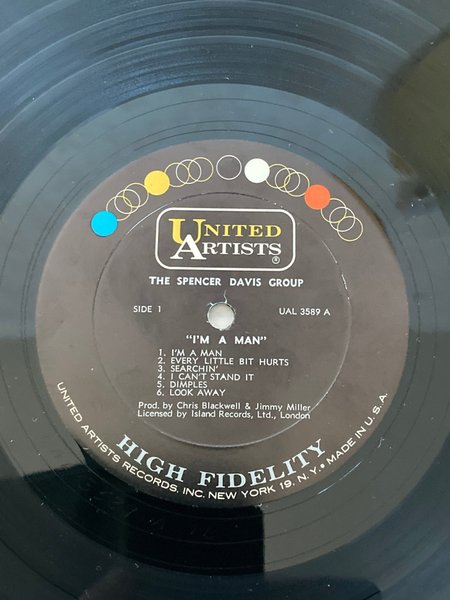 UNITED
ARTISTS®
THE SPENCER DAVIS GROUP
SIDE 1
UAL 3589 A
"I'M A MAN"
1. I'M A MAN
2. EVERY LITTLE BIT HURTS
3. SEARCHIN'
4. I CAN'T STAND IT
5. DIMPLES
6. LOOK AWAY
Prod. by Chris Blackwell & Jimmy Miller
Licensed by Island Records, Ltd., London
HIGH FIDELITY
UNITED ARTISTS RECORDS, INC. NEW YORK 19, N.Y. • MADE IN U.S.A.